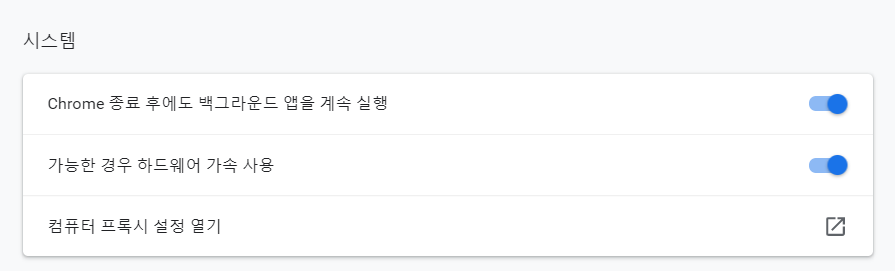 시스템
Chrome 종료 후에도 백그라운드 앱을 계속 실행
가능한 경우 하드웨어 가속 사용
컴퓨터 프록시 설정 열기